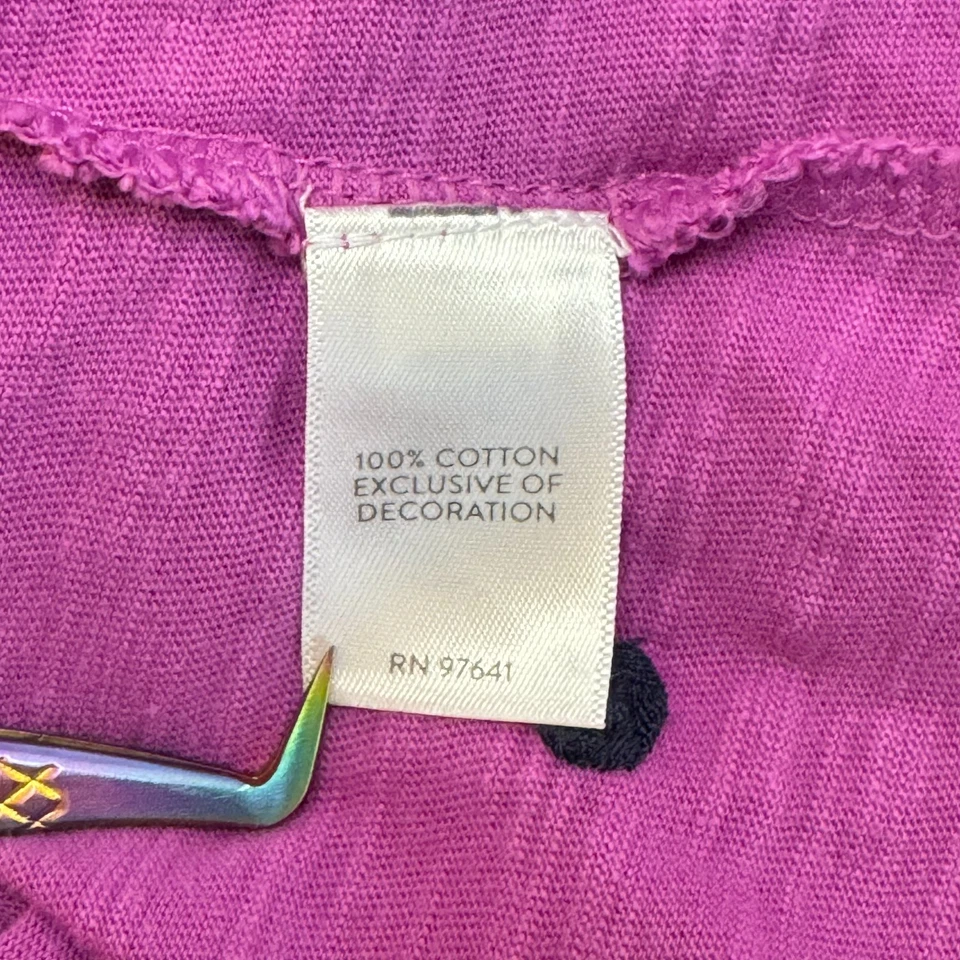 100% COTTON
EXCLUSIVE OF
DECORATION
RN 97641